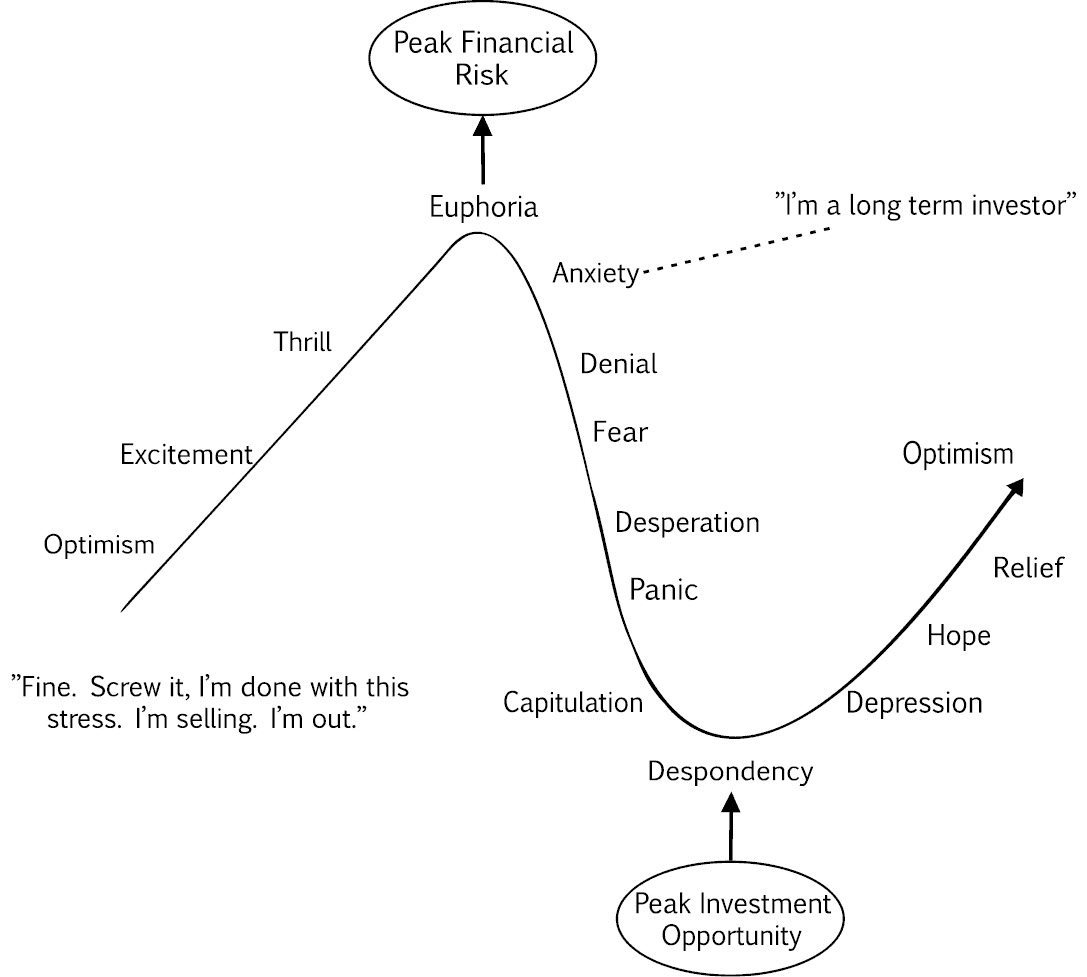 Peak Financial
Risk
Euphoria
"I'm a long term investor"
Anxiety
Thrill
Denial
Fear
Excitement
Optimism
Desperation
Optimism
Relief
Panic
Hope
"Fine. Screw it, I'm done with this
stress. I'm selling. I'm out."
Capitulation
Depression
Despondency
Peak Investment
Opportunity